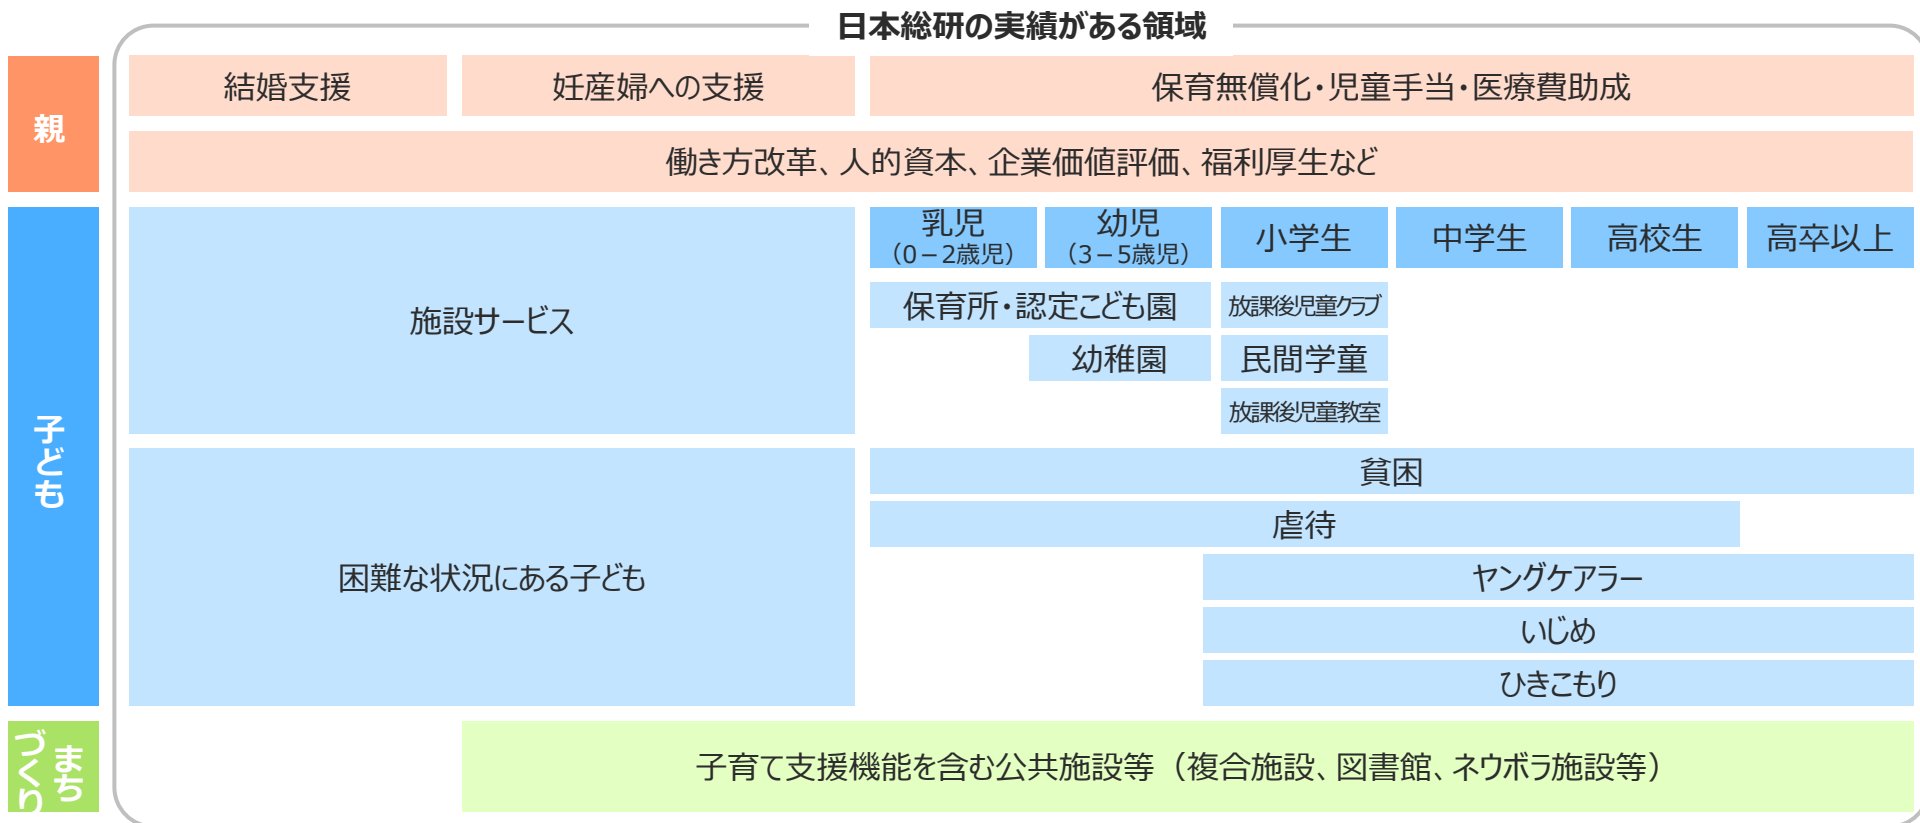 日本総研の実績がある領域
親
結婚支援
妊産婦への支援
保育無償化・児童手当・医療費助成
働き方改革、人的資本、企業価値評価、福利厚生など
子ども
施設サービス
乳児
（0－2歳児）
幼児
（3－5歳児）
小学生
中学生
高校生
高卒以上
保育所・認定こども園
放課後児童クラブ
幼稚園
民間学童
放課後児童教室
困難な状況にある子ども
貧困
虐待
ヤングケアラー
いじめ
ひきこもり
まち
づくり
子育て支援機能を含む公共施設等（複合施設、図書館、ネウボラ施設等）